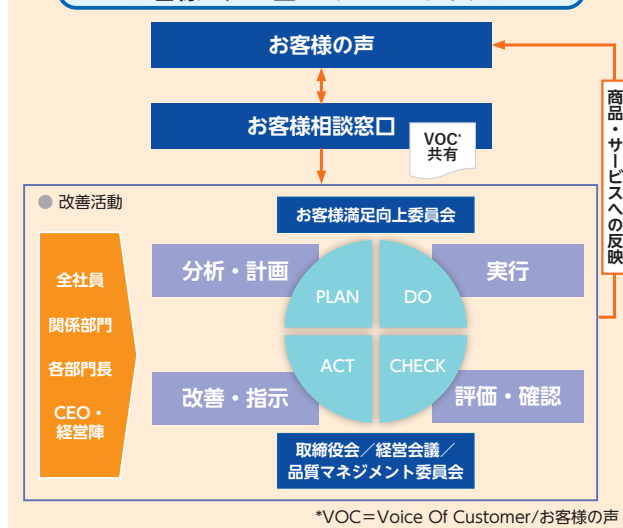 お客様の声
お客様相談窓口
VOC*
共有
商品・サービスへの反映
● 改善活動
お客様満足向上委員会
全社員
関係部門
各部門長
CEO・
経営陣
分析・計画
実行
PLAN
DO
ACT
CHECK
改善・指示
評価・確認
取締役会／経営会議／
品質マネジメント委員会
*VOC＝Voice Of Customer/お客様の声